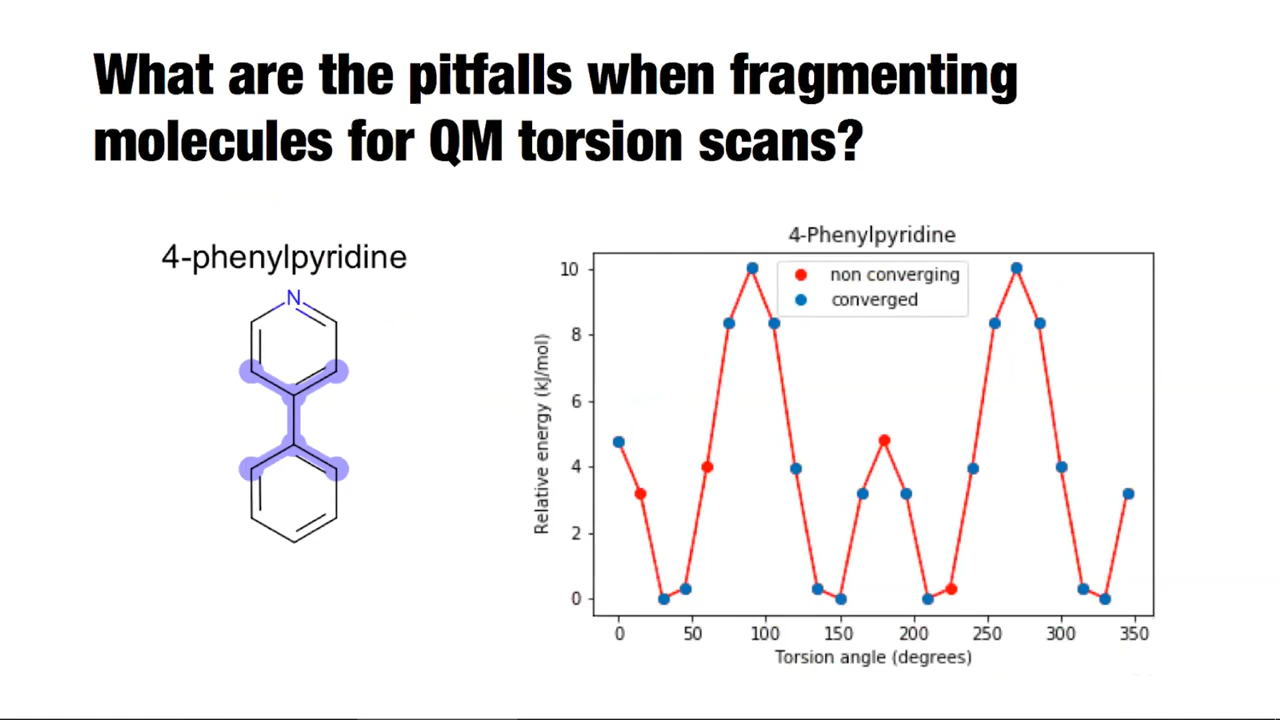 What are the pitfalls when fragmenting
molecules for QM torsion scans?
4-phenylpyridine
N
4-Phenylpyridine
non converging
converged
Relative energy (kJ/mol)
10
8
6
4
2
0
0 50 100 150 200 250 300 350
Torsion angle (degrees)